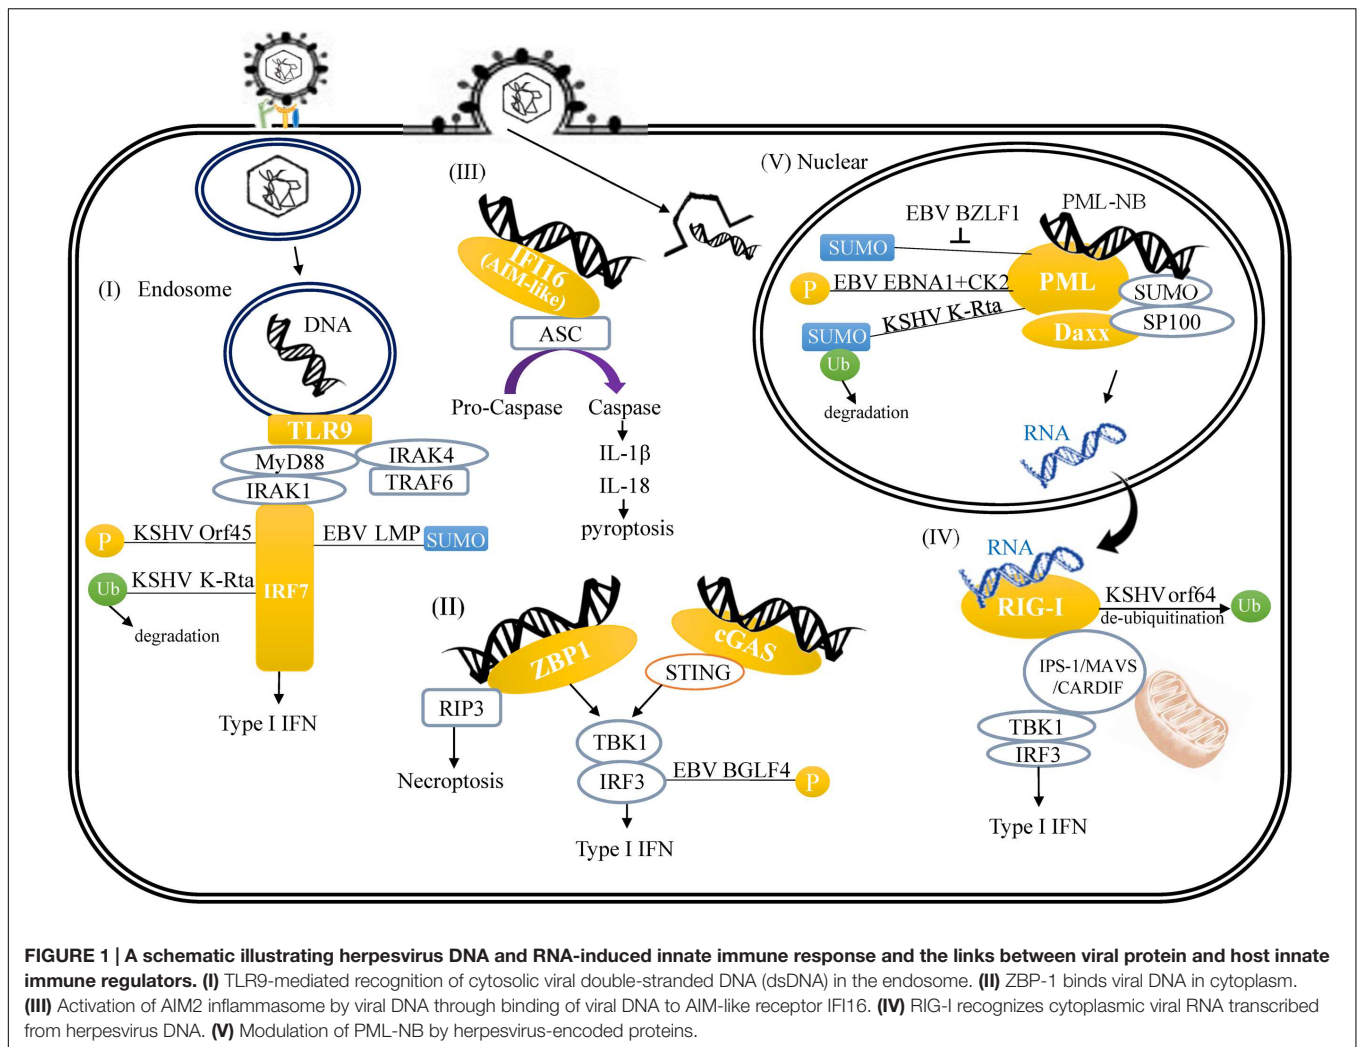 (I) Endosome
DNA
TLR9
MyD88
IRAK4
TRAF6
IRAK1
P
KSHV Orf45
EBV LMP
SUMO
Ub
KSHV K-Rta
IRF7
degradation
Type I IFN
(III)
IFI16
(AIM-like)
ASC
Pro-Caspase
Caspase
IL-1β
IL-18
pyroptosis
(II)
ZBP1
cGAS
STING
RIP3
Necroptosis
TBK1
IRF3
EBV BGLF4
P
Type I IFN
(V) Nuclear
EBV BZLF1
PML-NB
SUMO
P
EBV EBNA1+CK2
PML
SUMO
SP100
Daxx
KSHV K-Rta
SUMO
Ub
degradation
RNA
(IV)
RNA
RIG-I
KSHV orf64
de-ubiquitination
Ub
IPS-1/MAVS
/CARDIF
TBK1
IRF3
Type I IFN
FIGURE 1 | A schematic illustrating herpesvirus DNA and RNA-induced innate immune response and the links between viral protein and host innate
immune regulators. (I) TLR9-mediated recognition of cytosolic viral double-stranded DNA (dsDNA) in the endosome. (II) ZBP-1 binds viral DNA in cytoplasm.
(III) Activation of AIM2 inflammasome by viral DNA through binding of viral DNA to AIM-like receptor IFI16. (IV) RIG-I recognizes cytoplasmic viral RNA transcribed
from herpesvirus DNA. (V) Modulation of PML-NB by herpesvirus-encoded proteins.